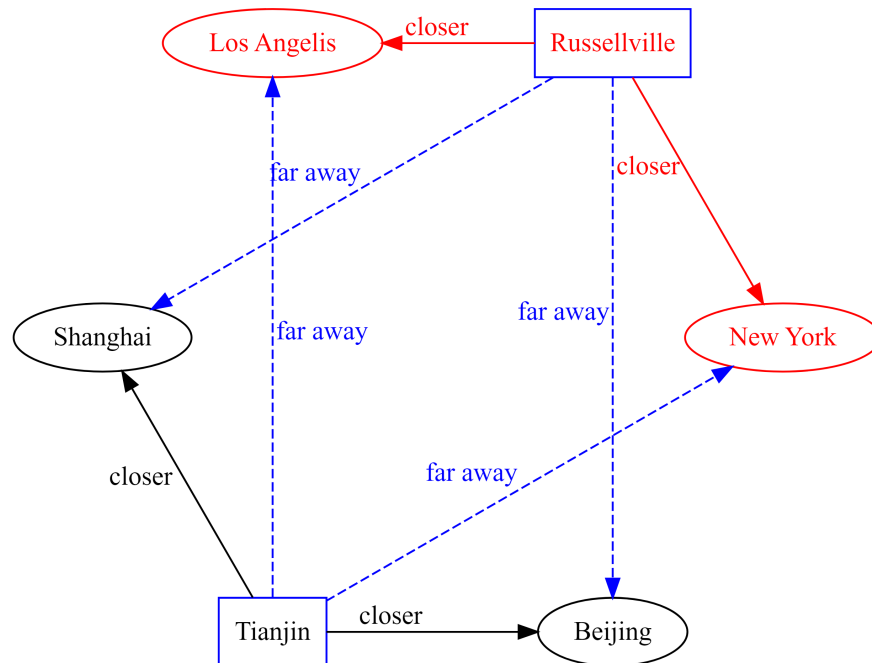 closer
Los Angelis
Russellville
far away
closer
far away
far away
Shanghai
New York
closer
far away
closer
Tianjin
Beijing